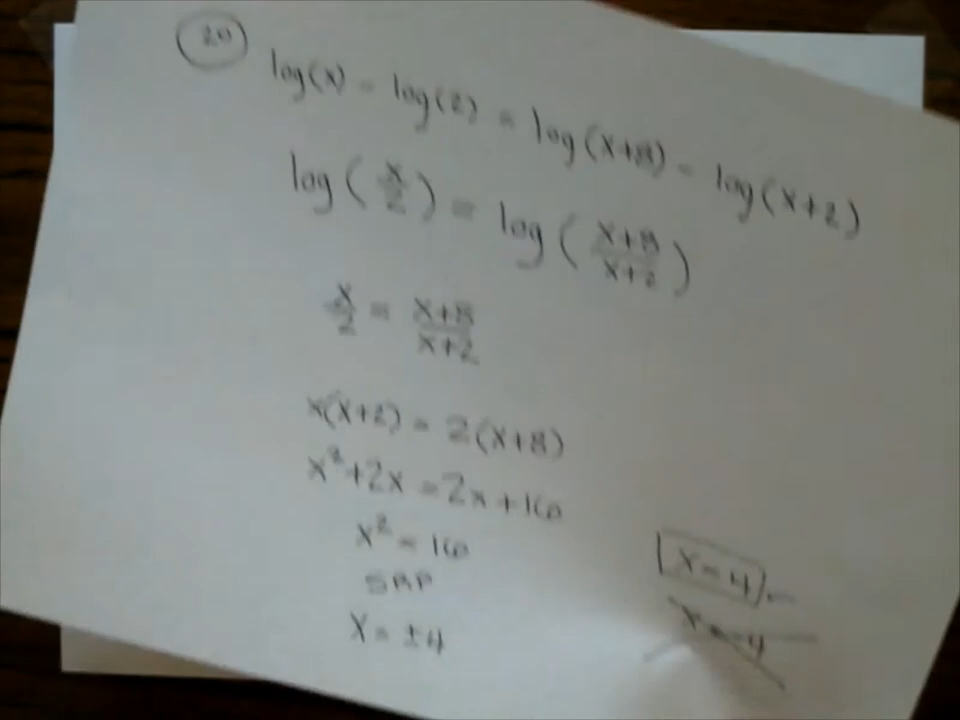 20
log(x) - log(2) = log(x+8) - log(x+2)
log(x/2) = log(x+8/x+2)
x/2 = x+8/x+2
x(x+2) = 2(x+8)
x²+2x = 2x+16
x² = 16
SRP
x = ±4
x = 4
x = -4